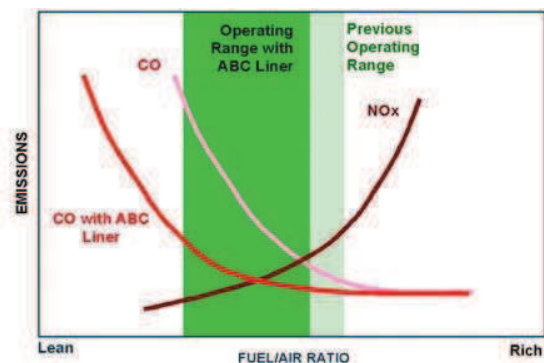 Operating
Range with
ABC Liner
Previous
Operating
Range
CO
NOx
EMISSIONS
CO with ABC
Liner
Lean
Rich
FUEL/AIR RATIO